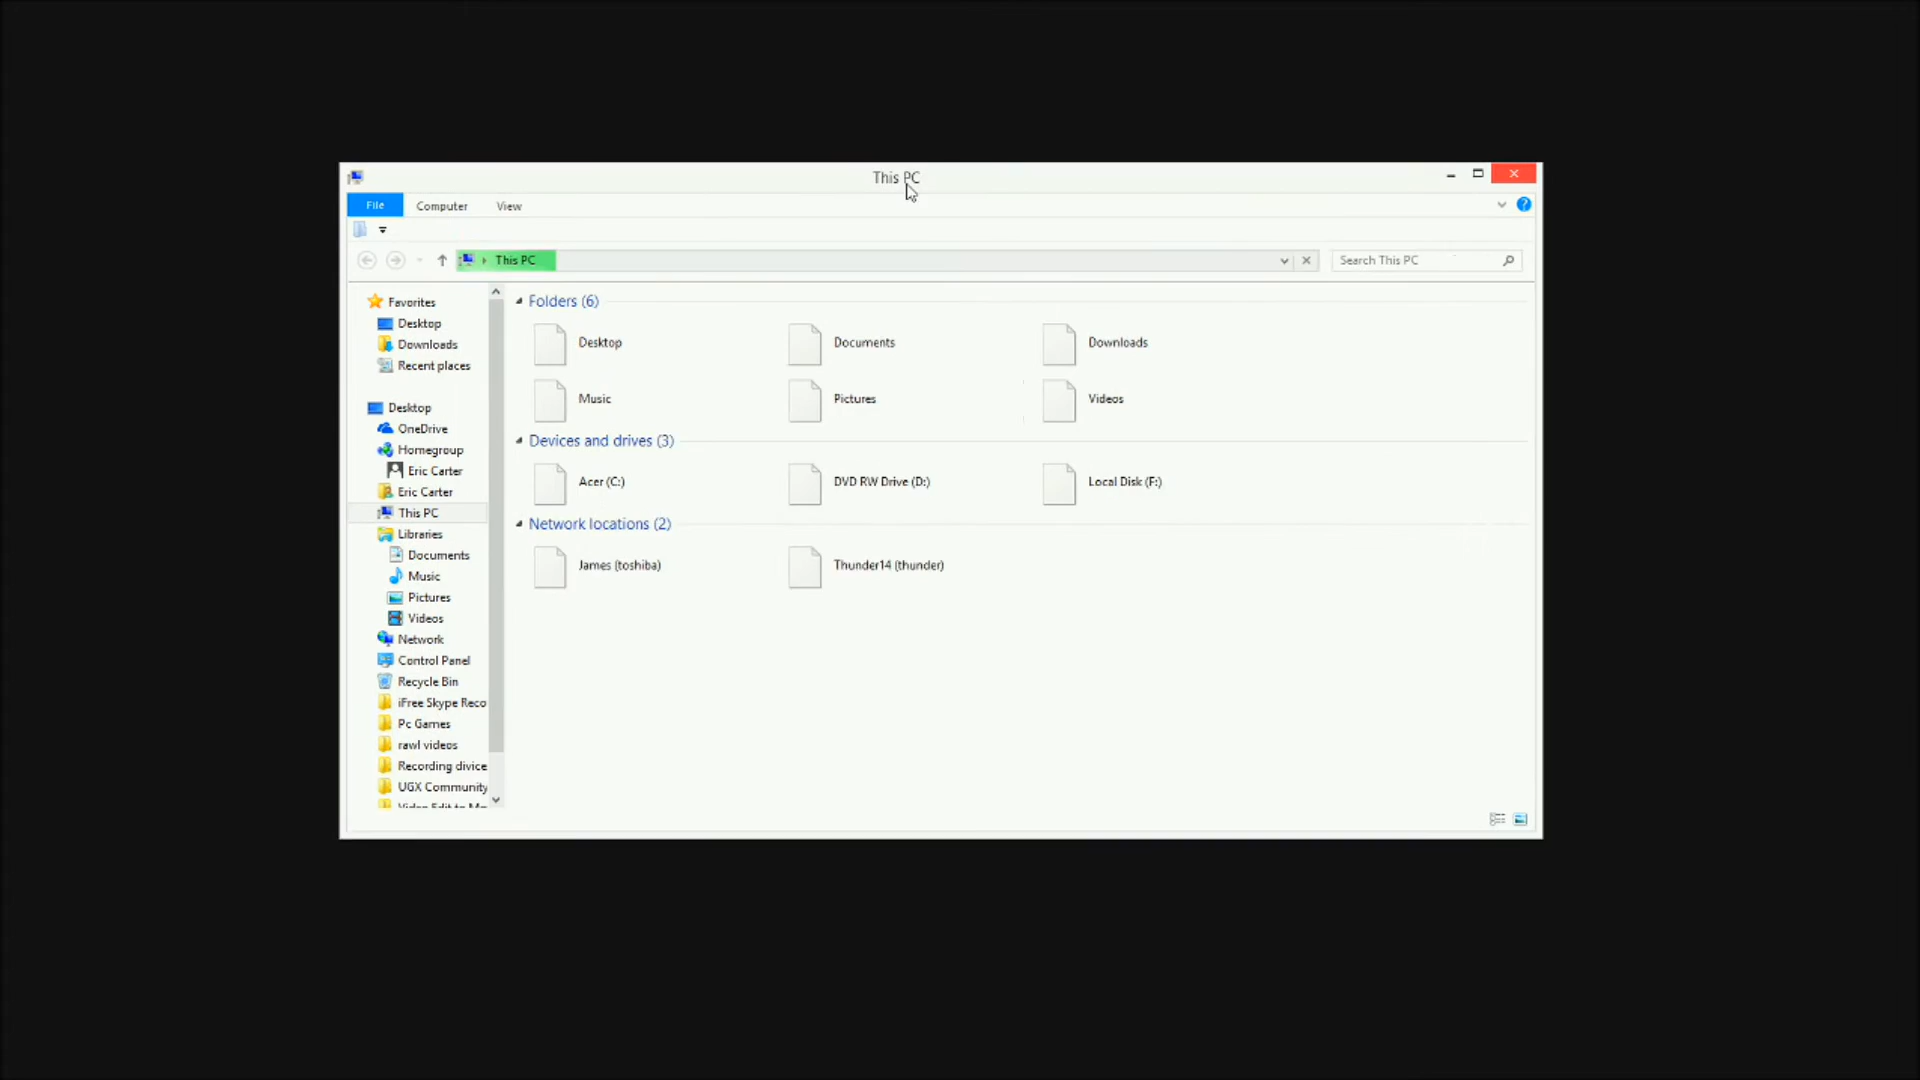 This PC
File Computer View
This PC
Search This PC
Favorites
Desktop
Downloads
Recent places
Desktop
OneDrive
Homegroup
Eric Carter
Eric Carter
This PC
Libraries
Documents
Music
Pictures
Videos
Network
Control Panel
Recycle Bin
iFree Skype Reco
Pc Games
rawl videos
Recording divice
UGX Community
Folders (6)
Desktop Documents Downloads
Music Pictures Videos
Devices and drives (3)
Acer (C:) DVD RW Drive (D:) Local Disk (F:)
Network locations (2)
James (toshiba) Thunder14 (thunder)